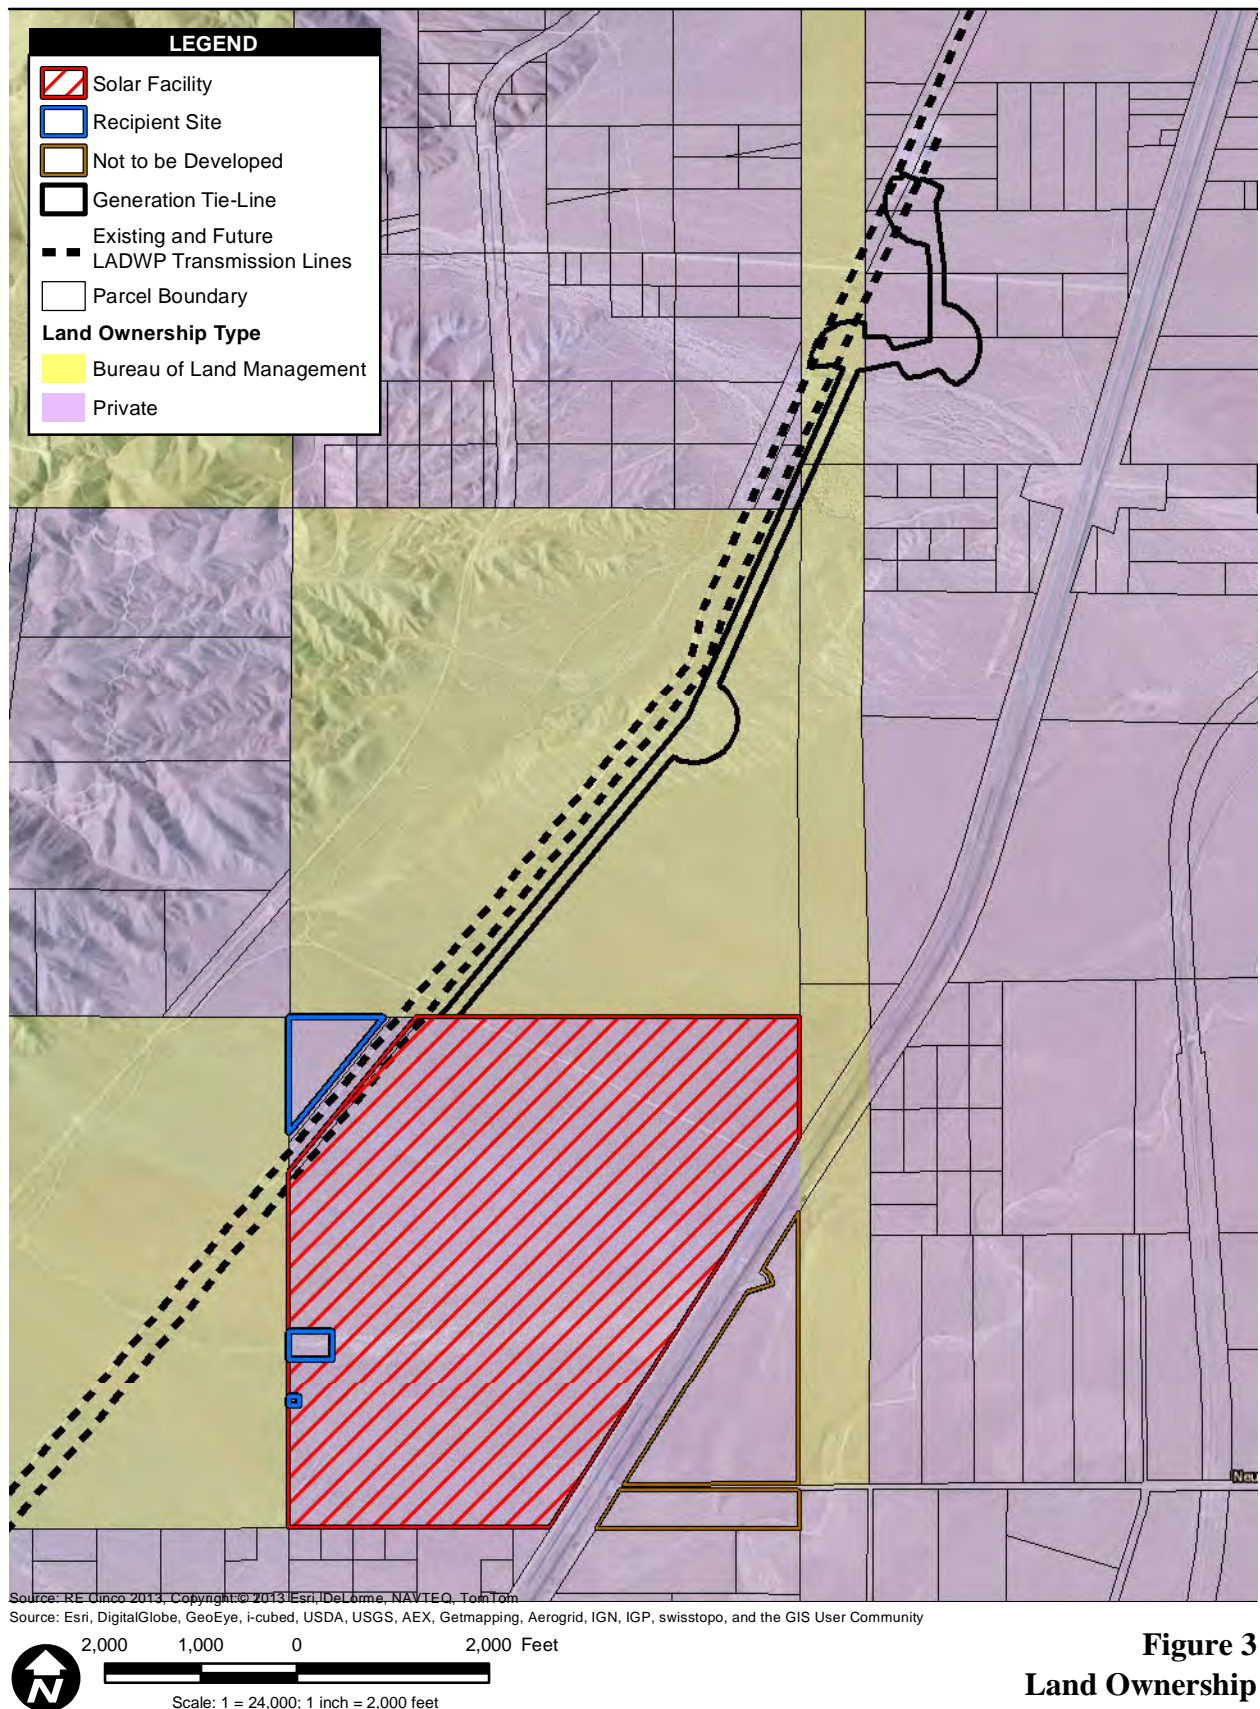 LEGEND
Solar Facility
Recipient Site
Not to be Developed
Generation Tie-Line
Existing and Future
LADWP Transmission Lines
Parcel Boundary
Land Ownership Type
Bureau of Land Management
Private
Neu
Source: RE Cinco 2013, Copyright:© 2013 Esri, DeLorme, NAVTEQ, TomTom
Source: Esri, DigitalGlobe, GeoEye, i-cubed, USDA, USGS, AEX, Getmapping, Aerogrid, IGN, IGP, swisstopo, and the GIS User Community
N
2,000 1,000 0 2,000 Feet
Scale: 1 = 24,000; 1 inch = 2,000 feet
Figure 3
Land Ownership